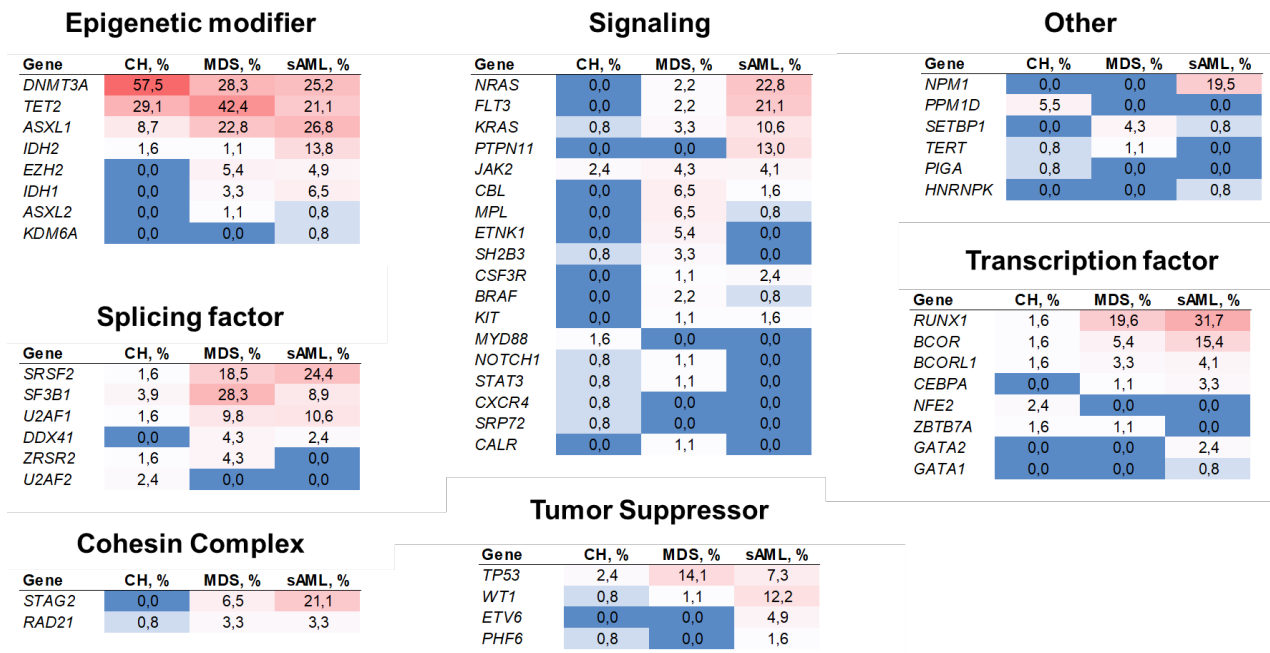 Epigenetic modifier
Gene CH, % MDS, % sAML, %
DNMT3A 57,5 28,3 25,2
TET2 29,1 42,4 21,1
ASXL1 8,7 22,8 26,8
IDH2 1,6 1,1 13,8
EZH2 0,0 5,4 4,9
IDH1 0,0 3,3 6,5
ASXL2 0,0 1,1 0,8
KDM6A 0,0 0,0 0,8
Splicing factor
Gene CH, % MDS, % sAML, %
SRSF2 1,6 18,5 24,4
SF3B1 3,9 28,3 8,9
U2AF1 1,6 9,8 10,6
DDX41 0,0 4,3 2,4
ZRSR2 1,6 4,3 0,0
U2AF2 2,4 0,0 0,0
Cohesin Complex
Gene CH, % MDS, % sAML, %
STAG2 0,0 6,5 21,1
RAD21 0,8 3,3 3,3
Signaling
Gene CH, % MDS, % sAML, %
NRAS 0,0 2,2 22,8
FLT3 0,0 2,2 21,1
KRAS 0,8 3,3 10,6
PTPN11 0,0 0,0 13,0
JAK2 2,4 4,3 4,1
CBL 0,0 6,5 1,6
MPL 0,0 6,5 0,8
ETNK1 0,0 5,4 0,0
SH2B3 0,8 3,3 0,0
CSF3R 0,0 1,1 2,4
BRAF 0,0 2,2 0,8
KIT 0,0 1,1 1,6
MYD88 1,6 0,0 0,0
NOTCH1 0,8 1,1 0,0
STAT3 0,8 1,1 0,0
CXCR4 0,8 0,0 0,0
SRP72 0,8 0,0 0,0
CALR 0,0 1,1 0,0
Tumor Suppressor
Gene CH, % MDS, % sAML, %
TP53 2,4 14,1 7,3
WT1 0,8 1,1 12,2
ETV6 0,0 0,0 4,9
PHF6 0,8 0,0 1,6
Other
Gene CH, % MDS, % sAML, %
NPM1 0,0 0,0 19,5
PPM1D 5,5 0,0 0,0
SETBP1 0,0 4,3 0,8
TERT 0,8 1,1 0,0
PIGA 0,8 0,0 0,0
HNRNPK 0,0 0,0 0,8
Transcription factor
Gene CH, % MDS, % sAML, %
RUNX1 1,6 19,6 31,7
BCOR 1,6 5,4 15,4
BCORL1 1,6 3,3 4,1
CEBPA 0,0 1,1 3,3
NFE2 2,4 0,0 0,0
ZBTB7A 1,6 1,1 0,0
GATA2 0,0 0,0 2,4
GATA1 0,0 0,0 0,8